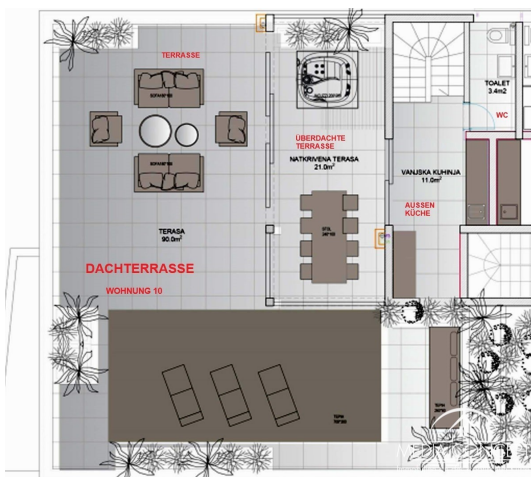 TERRASSE
TOALET
3.4m2
WC
ÜBERDACHTE
TERRASSE
NATKRIVENA TERASA
21.0m²
VANJSKA KUHINJA
11.0m²
AUSSEN
KÜCHE
STOL
TERASA
90.0m²
DACHTERRASSE
WOHNUNG 10